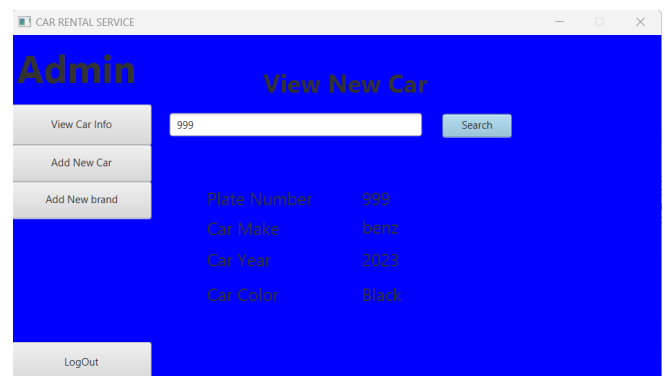 CAR RENTAL SERVICE
Admin
View New Car
View Car Info
999
Search
Add New Car
Add New brand
Plate Number 999
Car Make benz
Car Year 2023
Car Color Black
LogOut